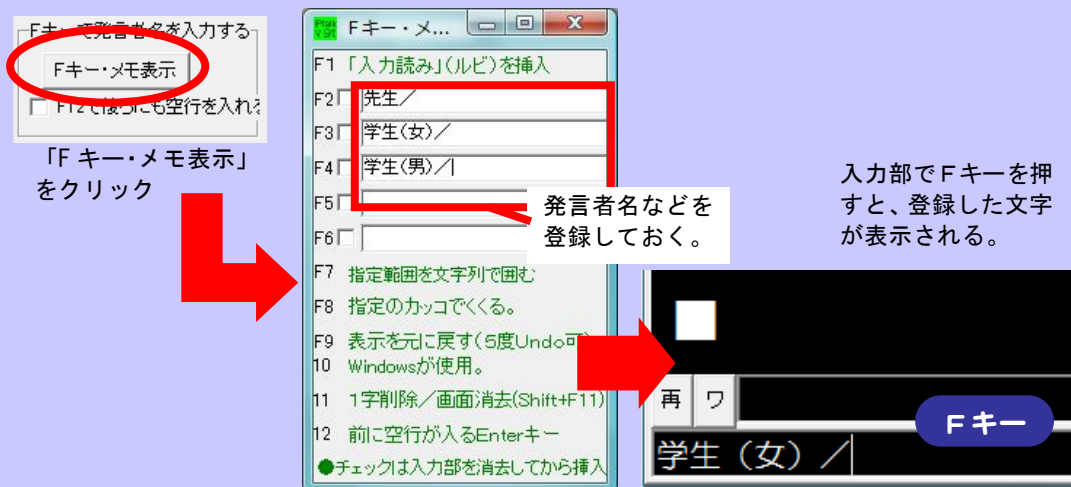 Fキーで発言者名を入力する
Fキー・メモ表示
F12で後ろにも空行を入れる
「Fキー・メモ表示」
をクリック
Fキー・メ...
F1 「入力読み」(ルビ)を挿入
F2 先生／
F3 学生(女)／
F4 学生(男)／
F5
F6
発言者名などを
登録しておく。
F7 指定範囲を文字列で囲む
F8 指定のカッコでくくる。
F9 表示を元に戻す(5度Undo可)
10 Windowsが使用。
11 1字削除／画面消去(Shift+F11)
12 前に空行が入るEnterキー
●チェックは入力部を消去してから挿入
入力部でFキーを押
すと、登録した文字
が表示される。
再 ワ
Fキー
学生（女）／